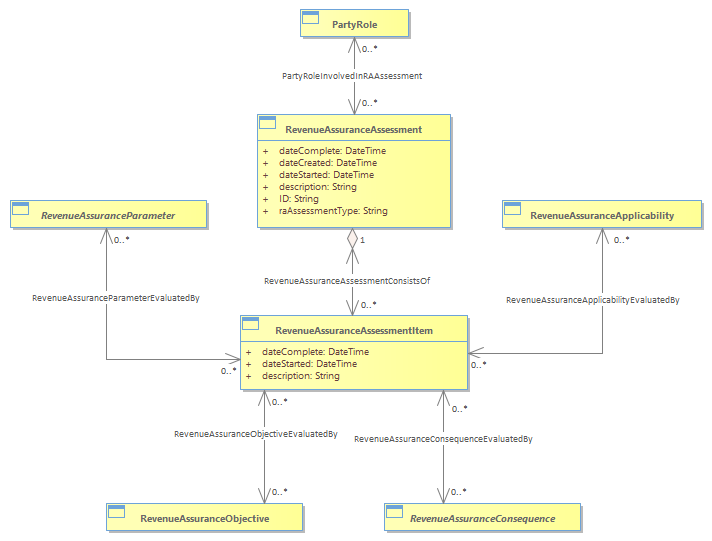 PartyRole
0..*
PartyRoleInvolvedInRAAssessment
0..*
RevenueAssuranceAssessment
+ dateComplete: DateTime
+ dateCreated: DateTime
+ dateStarted: DateTime
+ description: String
+ ID: String
+ raAssessmentType: String
RevenueAssuranceParameter
RevenueAssuranceApplicability
0..*
1
0..*
RevenueAssuranceAssessmentConsistsOf
RevenueAssuranceParameterEvaluatedBy
RevenueAssuranceApplicabilityEvaluatedBy
0..*
RevenueAssuranceAssessmentItem
+ dateComplete: DateTime
+ dateStarted: DateTime
+ description: String
0..*
0..*
0..*
0..*
RevenueAssuranceObjectiveEvaluatedBy
RevenueAssuranceConsequenceEvaluatedBy
0..*
0..*
RevenueAssuranceObjective
RevenueAssuranceConsequence